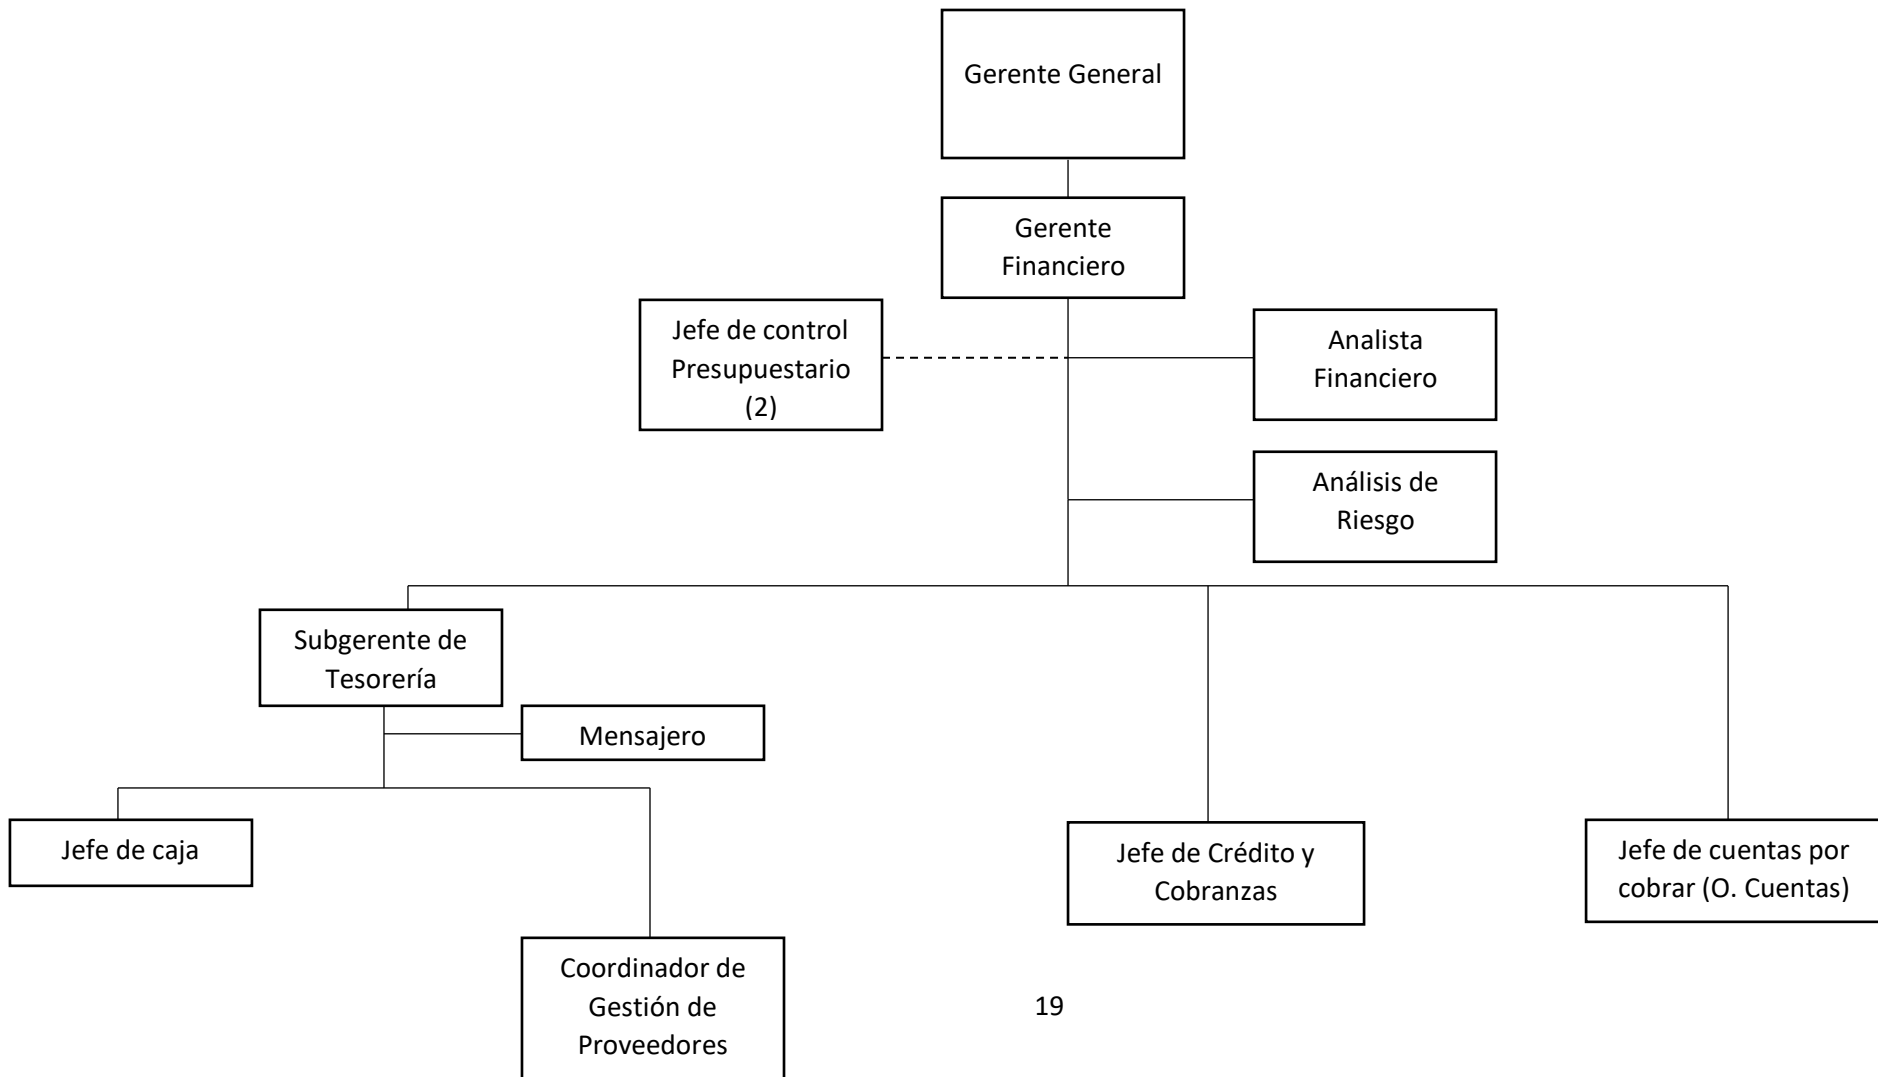 Gerente General
Gerente
Financiero
Jefe de control
Presupuestario
(2)
Analista
Financiero
Análisis de
Riesgo
Subgerente de
Tesorería
Mensajero
Jefe de caja
Jefe de Crédito y
Cobranzas
Jefe de cuentas por
cobrar (O. Cuentas)
Coordinador de
Gestión de
Proveedores
19